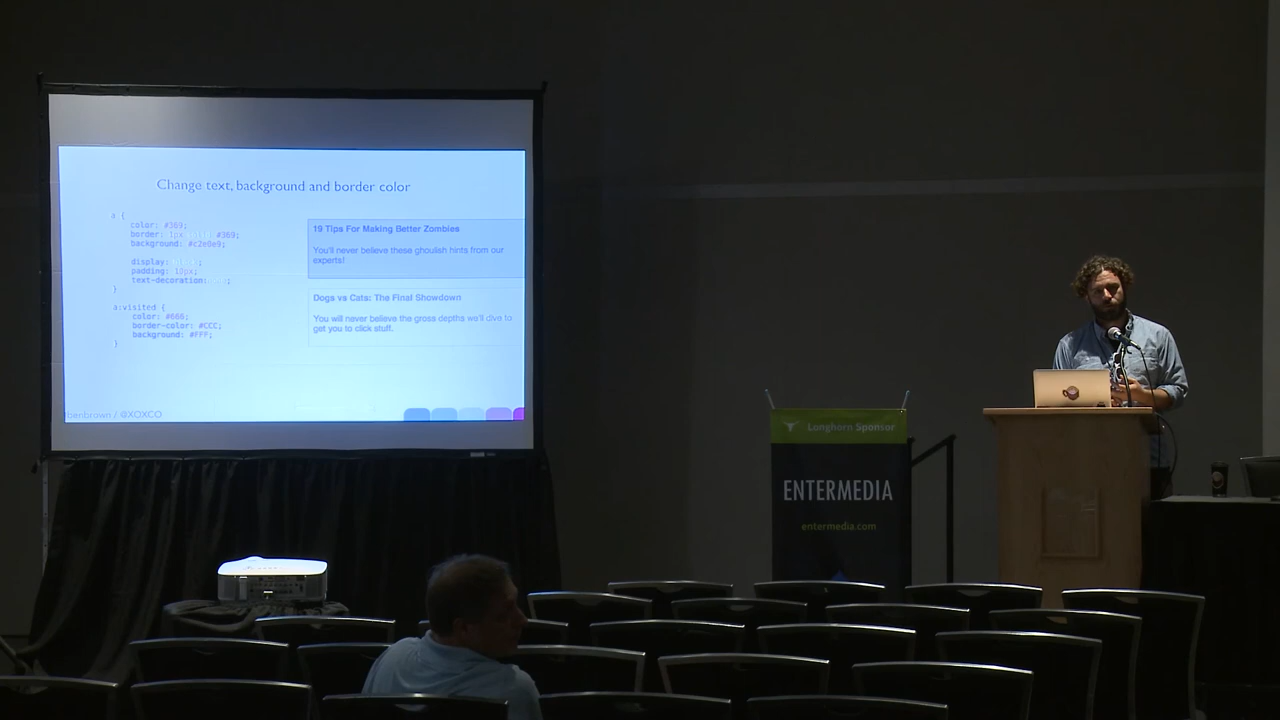 Change text, background and border color
a {
color: #369;
border: 1px solid #369;
background: #c2e0e9;
display: ;
padding: 10px;
text-decoration: ;
}
a:visited {
color: #666;
border-color: #CCC;
background: #FFF;
}
19 Tips For Making Better Zombies
You'll never believe these ghoulish hints from our
experts!
Dogs vs Cats: The Final Showdown
You will never believe the gross depths we'll dive to
get you to click stuff.
benbrown / @XOXCO
Longhorn Sponsor
ENTERMEDIA
entermedia.com